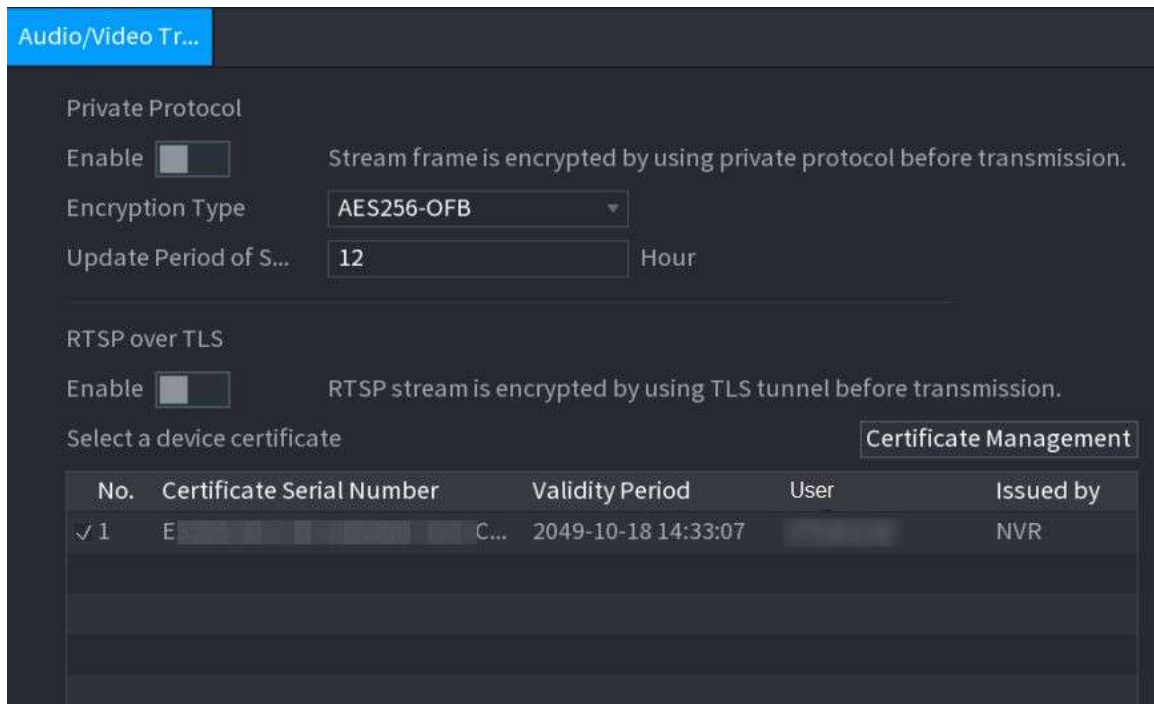 Audio/Video Tr...
Private Protocol
Enable Stream frame is encrypted by using private protocol before transmission.
Encryption Type AES256-OFB
Update Period of S... 12 Hour
RTSP over TLS
Enable RTSP stream is encrypted by using TLS tunnel before transmission.
Select a device certificate Certificate Management
No. Certificate Serial Number Validity Period User Issued by
1 E C... 2049-10-18 14:33:07 NVR